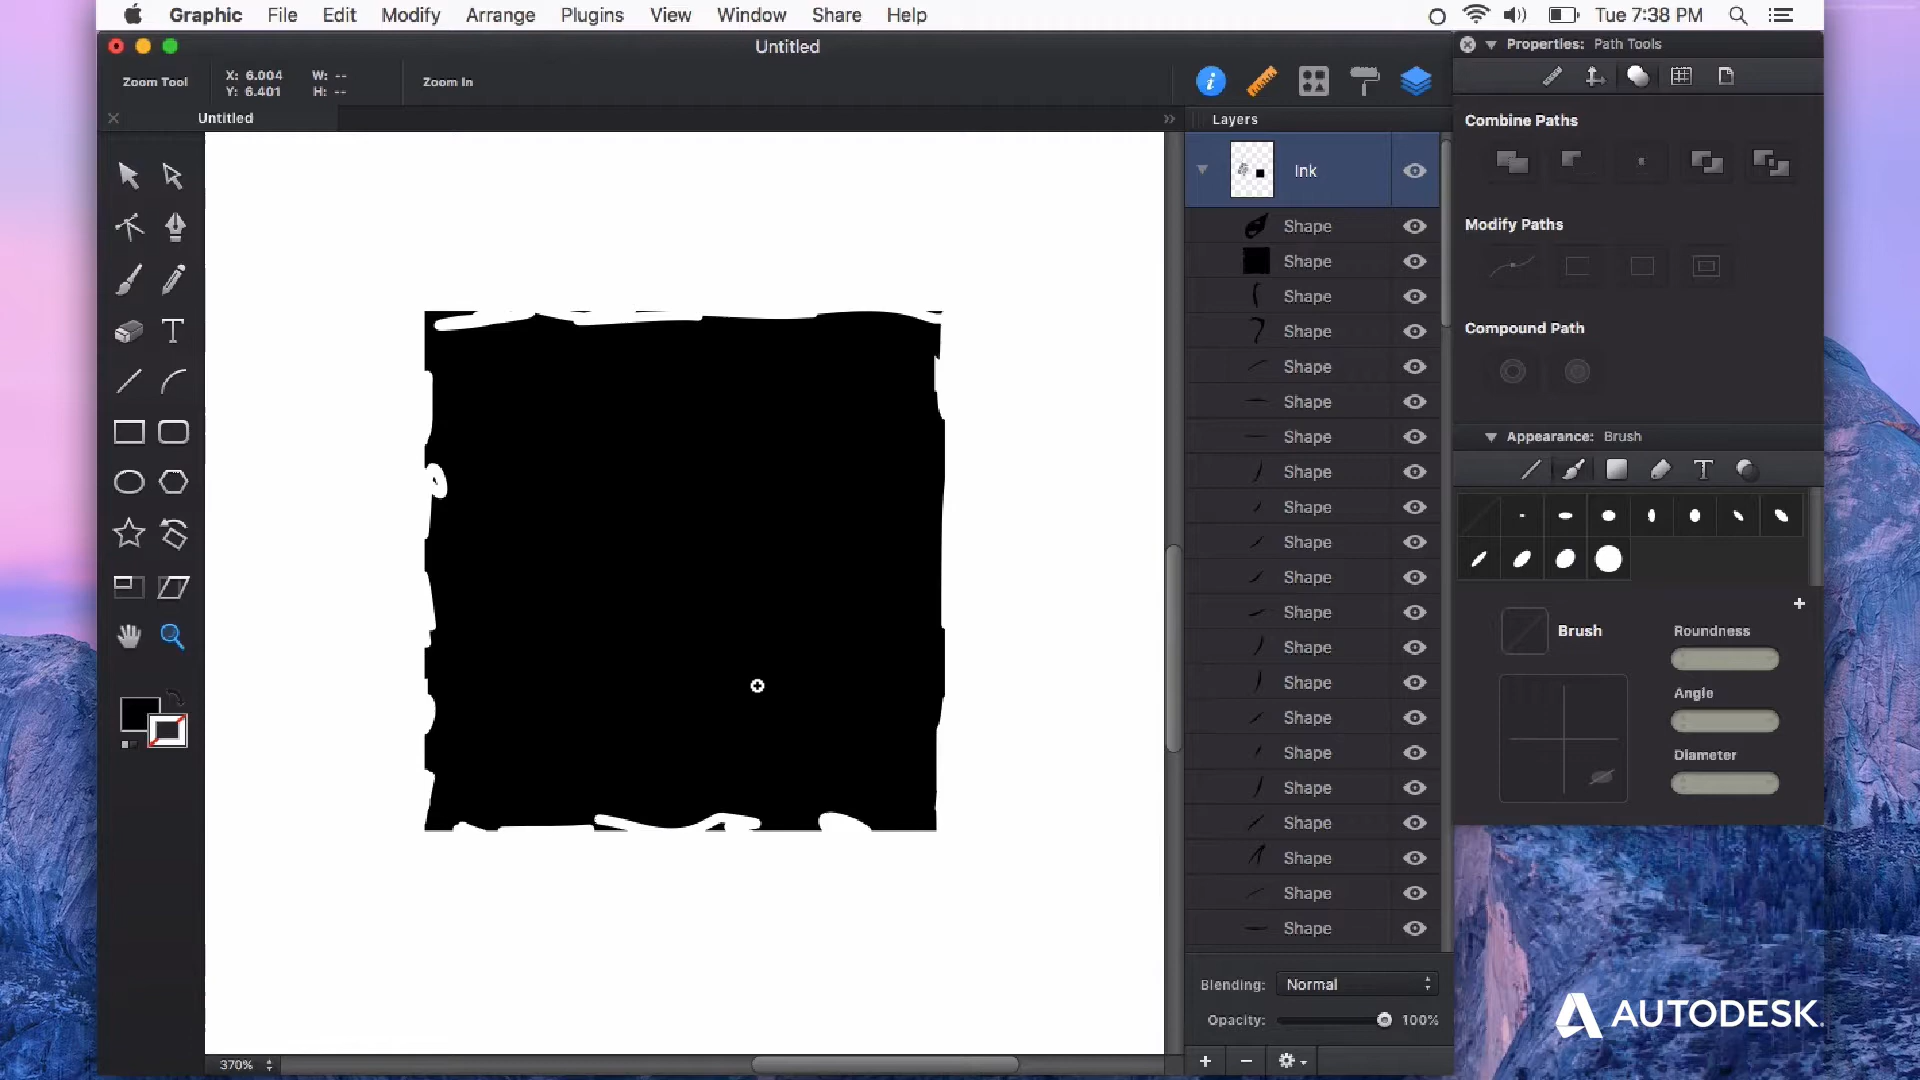 Graphic File Edit Modify Arrange Plugins View Window Share Help Tue 7:38 PM
Untitled
Properties: Path Tools
Zoom Tool X: 6.004 W: -- Zoom In
Y: 6.401 H: --
Untitled
Layers
Combine Paths
Ink
Modify Paths
Shape
Shape
Shape
Compound Path
Shape
Shape
Shape
Shape
Appearance: Brush
Shape
Shape
Shape
Shape
Shape
Brush Roundness
Shape
Shape
Angle
Shape
Shape
Diameter
Shape
Shape
Shape
Shape
Shape
Blending: Normal
Opacity: 100%
AUTODESK.
370%